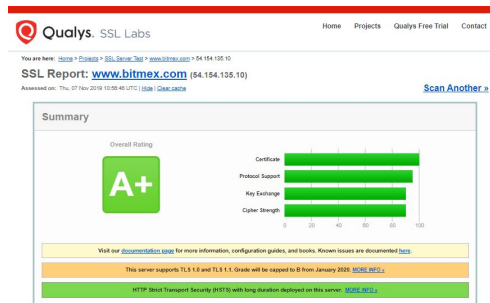 Qualys. SSL Labs
Home Projects Qualys Free Trial Contact
You are here: Home > Projects > SSL Server Test > www.bitmex.com > 54.154.135.10
SSL Report: www.bitmex.com (54.154.135.10)
Assessed on: Thu, 07 Nov 2019 10:56:46 UTC | Hide | Clear cache
Scan Another »
Summary
Overall Rating
A+
Certificate
Protocol Support
Key Exchange
Cipher Strength
0 20 40 60 80 100
Visit our documentation page for more information, configuration guides, and books. Known issues are documented here.
This server supports TLS 1.0 and TLS 1.1. Grade will be capped to B from January 2020. MORE INFO »
HTTP Strict Transport Security (HSTS) with long duration deployed on this server. MORE INFO »